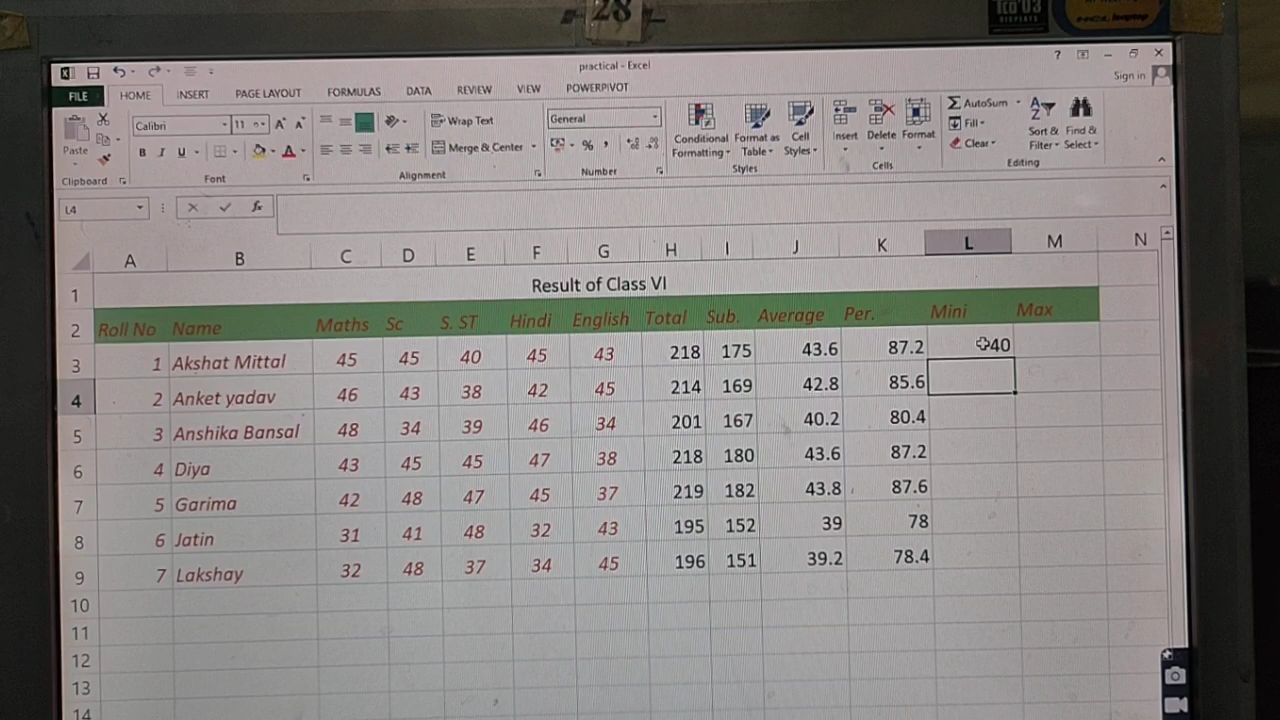 28
Tco'03
DISPLAYS
practical - Excel
?
Sign in
FILE HOME INSERT PAGE LAYOUT FORMULAS DATA REVIEW VIEW POWERPIVOT
Calibri 11 A A Wrap Text General AutoSum
Paste B I U A Merge & Center % , Conditional Formatting Format as Table Cell Styles Insert Delete Format Fill Clear Sort & Filter Find & Select
Clipboard Font Alignment Number Styles Cells Editing
L4 fx
A B C D E F G H I J K L M N
1 Result of Class VI
2 Roll No Name Maths Sc S. ST Hindi English Total Sub. Average Per. Mini Max
3 1 Akshat Mittal 45 45 40 45 43 218 175 43.6 87.2 40
4 2 Anket yadav 46 43 38 42 45 214 169 42.8 85.6
5 3 Anshika Bansal 48 34 39 46 34 201 167 40.2 80.4
6 4 Diya 43 45 45 47 38 218 180 43.6 87.2
7 5 Garima 42 48 47 45 37 219 182 43.8 87.6
8 6 Jatin 31 41 48 32 43 195 152 39 78
9 7 Lakshay 32 48 37 34 45 196 151 39.2 78.4
10
11
12
13
14